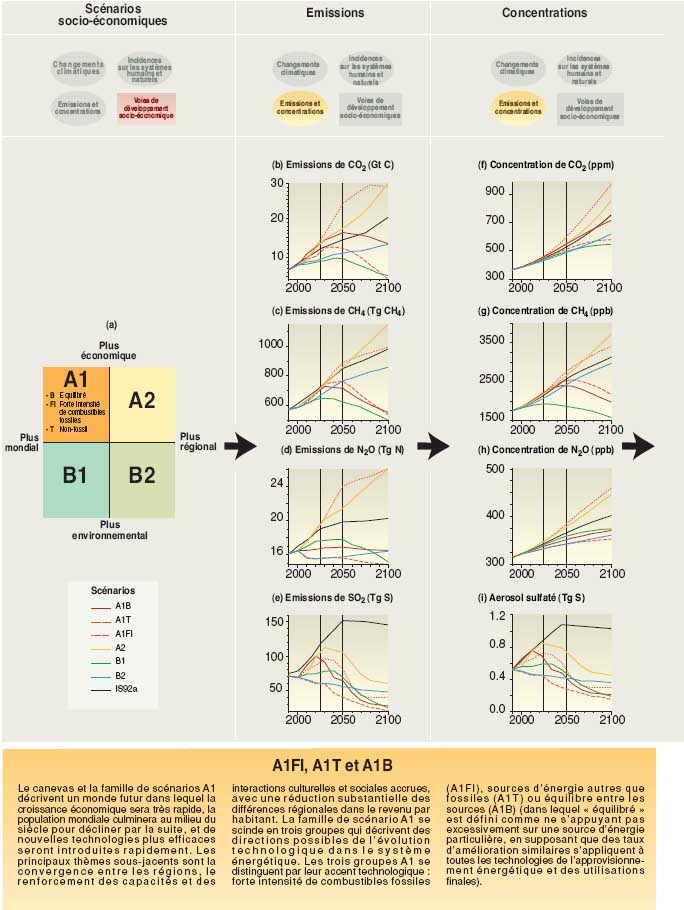 Scénarios
socio-économiques
Emissions
Concentrations
Changements
climatiques
Incidences
sur les systèmes
humains et
naturels
Emissions et
concentrations
Voies de
développement
socio-économique
Changements
climatiques
Incidences
sur les systèmes
humains et
naturels
Emissions et
concentrations
Voies de
développement
socio-économiques
Changements
climatiques
Incidences
sur les systèmes
humains et
naturels
Emissions et
concentrations
Voies de
développement
socio-économiques
(a)
Plus
économique
A1
- B Equilibré
- FI Forte intensité
de combustibles
fossiles
- T Non-fossil
A2
Plus
mondial
Plus
régional
B1
B2
Plus
environnemental
Scénarios
A1B
A1T
A1FI
A2
B1
B2
IS92a
(b) Emissions de CO2 (Gt C)
30
20
10
2000 2050 2100
(c) Emissions de CH4 (Tg CH4)
1000
800
600
2000 2050 2100
(d) Emissions de N2O (Tg N)
24
20
16
2000 2050 2100
(e) Emissions de SO2 (Tg S)
150
100
50
2000 2050 2100
(f) Concentration de CO2 (ppm)
900
700
500
300
2000 2050 2100
(g) Concentration de CH4 (ppb)
3500
2500
1500
2000 2050 2100
(h) Concentration de N2O (ppb)
500
400
300
2000 2050 2100
(i) Aerosol sulfaté (Tg S)
1.2
0.8
0.4
0.0
2000 2050 2100
A1FI, A1T et A1B
Le canevas et la famille de scénarios A1
décrivent un monde futur dans lequel la
croissance économique sera très rapide, la
population mondiale culminera au milieu du
siècle pour décliner par la suite, et de
nouvelles technologies plus efficaces
seront introduites rapidement. Les
principaux thèmes sous-jacents sont la
convergence entre les régions, le
renforcement des capacités et des
interactions culturelles et sociales accrues,
avec une réduction substantielle des
différences régionales dans le revenu par
habitant. La famille de scénario A1 se
scinde en trois groupes qui décrivent des
directions possibles de l'évolution
technologique dans le système
énergétique. Les trois groupes A1 se
distinguent par leur accent technologique :
forte intensité de combustibles fossiles
(A1FI), sources d'énergie autres que
fossiles (A1T) ou équilibre entre les
sources (A1B) (dans lequel « équilibré »
est défini comme ne s'appuyant pas
excessivement sur une source d'énergie
particulière, en supposant que des taux
d'amélioration similaires s'appliquent à
toutes les technologies de l'approvisionne-
ment énergétique et des utilisations
finales).